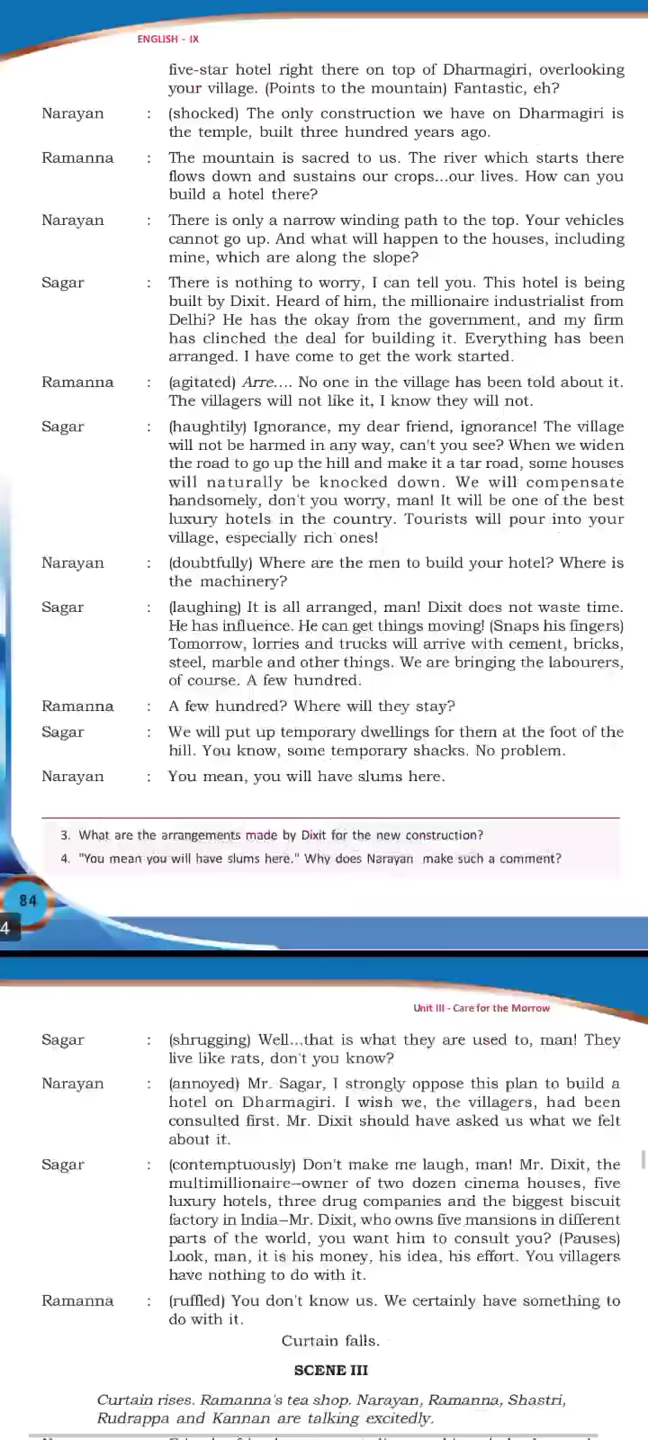 ENGLISH - IX
five-star hotel right there on top of Dharmagiri, overlooking
your village. (Points to the mountain) Fantastic, eh?
Narayan : (shocked) The only construction we have on Dharmagiri is
the temple, built three hundred years ago.
Ramanna : The mountain is sacred to us. The river which starts there
flows down and sustains our crops...our lives. How can you
build a hotel there?
Narayan : There is only a narrow winding path to the top. Your vehicles
cannot go up. And what will happen to the houses, including
mine, which are along the slope?
Sagar : There is nothing to worry, I can tell you. This hotel is being
built by Dixit. Heard of him, the millionaire industrialist from
Delhi? He has the okay from the government, and my firm
has clinched the deal for building it. Everything has been
arranged. I have come to get the work started.
Ramanna : (agitated) Arre.... No one in the village has been told about it.
The villagers will not like it, I know they will not.
Sagar : (haughtily) Ignorance, my dear friend, ignorance! The village
will not be harmed in any way, can't you see? When we widen
the road to go up the hill and make it a tar road, some houses
will naturally be knocked down. We will compensate
handsomely, don't you worry, man! It will be one of the best
luxury hotels in the country. Tourists will pour into your
village, especially rich ones!
Narayan : (doubtfully) Where are the men to build your hotel? Where is
the machinery?
Sagar : (laughing) It is all arranged, man! Dixit does not waste time.
He has influence. He can get things moving! (Snaps his fingers)
Tomorrow, lorries and trucks will arrive with cement, bricks,
steel, marble and other things. We are bringing the labourers,
of course. A few hundred.
Ramanna : A few hundred? Where will they stay?
Sagar : We will put up temporary dwellings for them at the foot of the
hill. You know, some temporary shacks. No problem.
Narayan : You mean, you will have slums here.
3. What are the arrangements made by Dixit for the new construction?
4. "You mean you will have slums here." Why does Narayan make such a comment?
84
4
Unit III - Care for the Morrow
Sagar : (shrugging) Well...that is what they are used to, man! They
live like rats, don't you know?
Narayan : (annoyed) Mr. Sagar, I strongly oppose this plan to build a
hotel on Dharmagiri. I wish we, the villagers, had been
consulted first. Mr. Dixit should have asked us what we felt
about it.
Sagar : (contemptuously) Don't make me laugh, man! Mr. Dixit, the
multimillionaire–owner of two dozen cinema houses, five
luxury hotels, three drug companies and the biggest biscuit
factory in India–Mr. Dixit, who owns five mansions in different
parts of the world, you want him to consult you? (Pauses)
Look, man, it is his money, his idea, his effort. You villagers
have nothing to do with it.
Ramanna : (ruffled) You don't know us. We certainly have something to
do with it.
Curtain falls.
SCENE III
Curtain rises. Ramanna's tea shop. Narayan, Ramanna, Shastri,
Rudrappa and Kannan are talking excitedly.